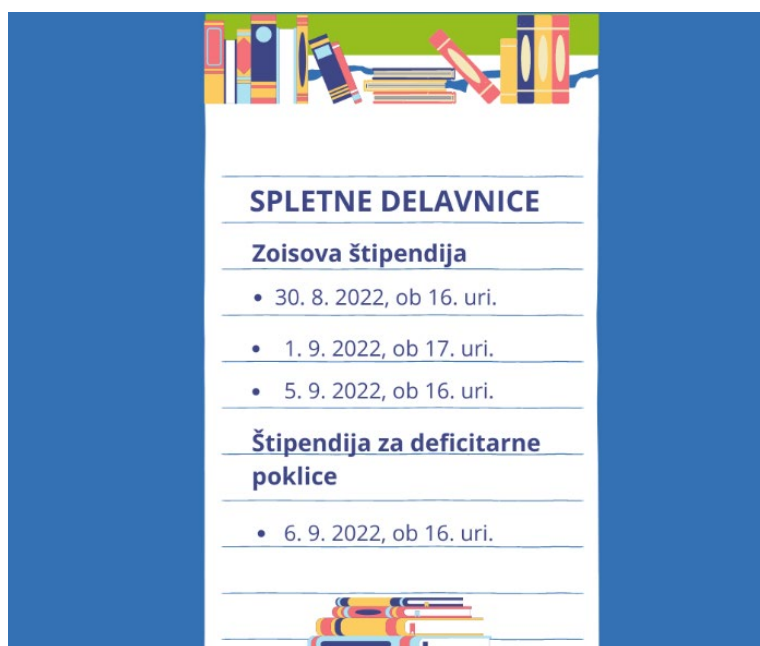 SPLETNE DELAVNICE
Zoisova štipendija
• 30. 8. 2022, ob 16. uri.
• 1. 9. 2022, ob 17. uri.
• 5. 9. 2022, ob 16. uri.
Štipendija za deficitarne
poklice
• 6. 9. 2022, ob 16. uri.